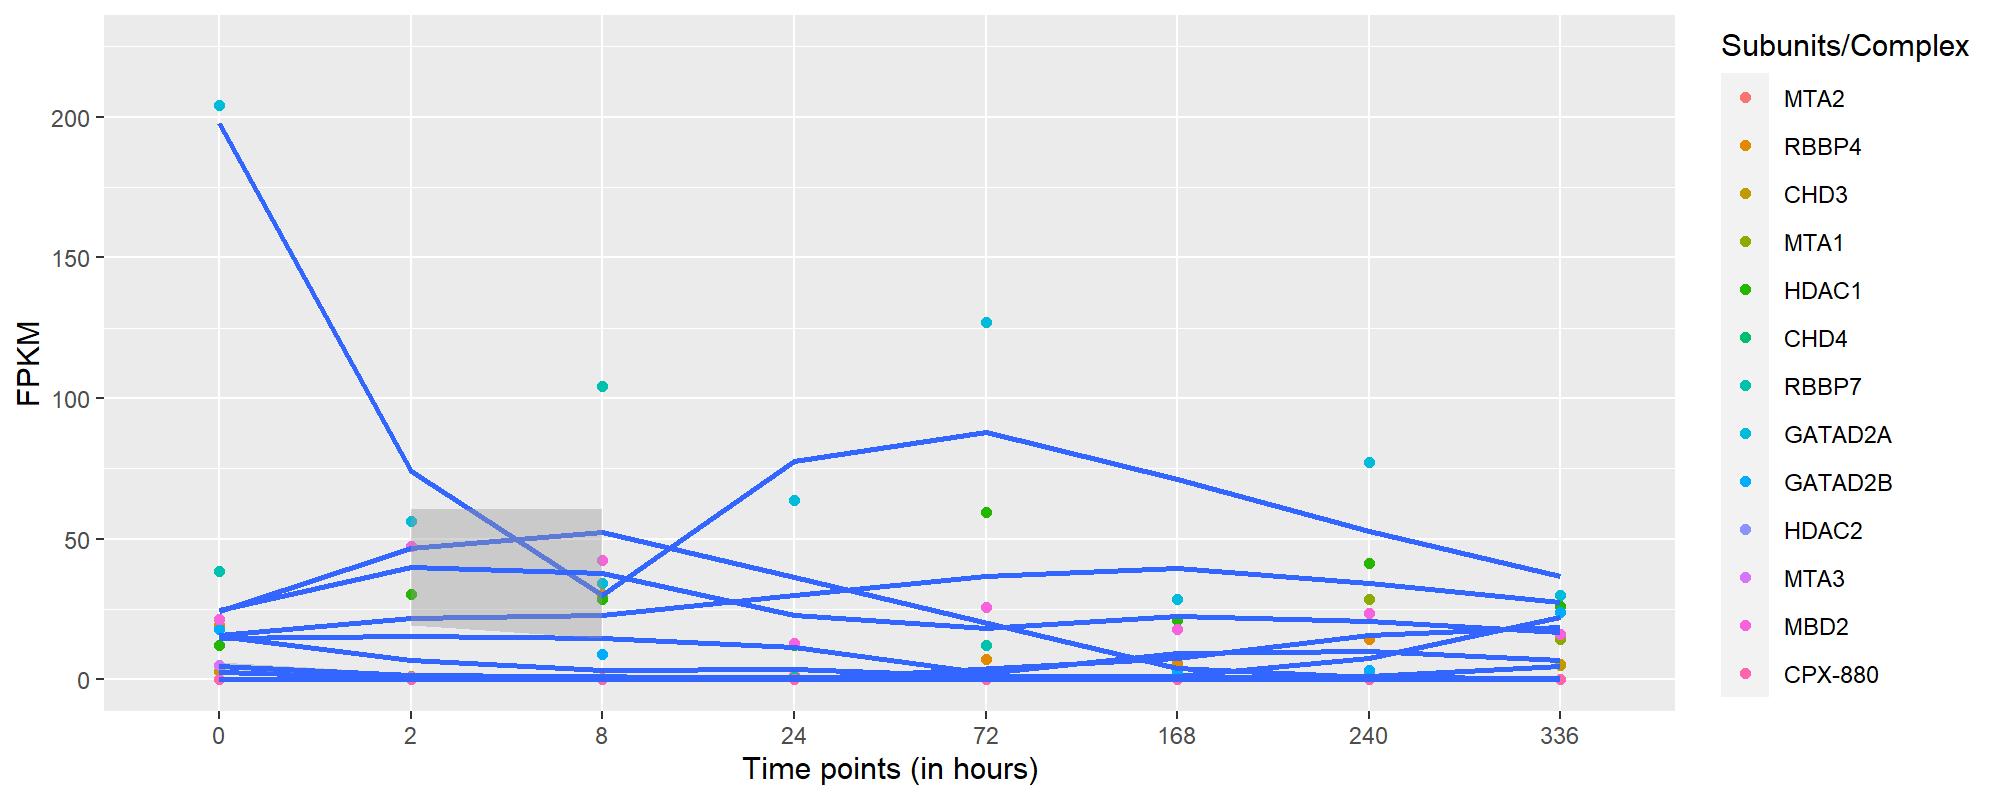 FPKM
200
150
100
50
0
0 2 8 24 72 168 240 336
Time points (in hours)
Subunits/Complex
MTA2
RBBP4
CHD3
MTA1
HDAC1
CHD4
RBBP7
GATAD2A
GATAD2B
HDAC2
MTA3
MBD2
CPX-880